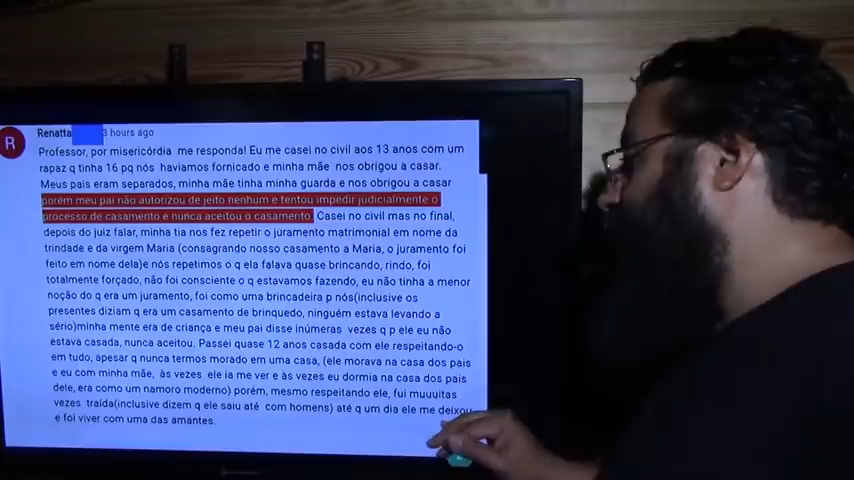 R
Renatta 3 hours ago
Professor, por misericórdia me responda! Eu me casei no civil aos 13 anos com um
rapaz q tinha 16 pq nós haviamos fornicado e minha mãe nos obrigou a casar.
Meus pais eram separados, minha mãe tinha minha guarda e nos obrigou a casar
porém meu pai não autorizou de jeito nenhum e tentou impedir judicialmente o
processo de casamento e nunca aceitou o casamento. Casei no civil mas no final,
depois do juiz falar, minha tia nos fez repetir o juramento matrimonial em nome da
trindade e da virgem Maria (consagrando nosso casamento a Maria, o juramento foi
feito em nome dela)e nós repetimos o q ela falava quase brincando, rindo, foi
totalmente forçado, não foi consciente o q estavamos fazendo, eu não tinha a menor
noção do q era um juramento, foi como uma brincadeira p nós(inclusive os
presentes diziam q era um casamento de brinquedo, ninguém estava levando a
sério)minha mente era de criança e meu pai disse inúmeras vezes q p ele eu não
estava casada, nunca aceitou. Passei quase 12 anos casada com ele respeitando-o
em tudo, apesar q nunca termos morado em uma casa, (ele morava na casa dos pais
e eu com minha mãe, às vezes ele ia me ver e às vezes eu dormia na casa dos pais
dele, era como um namoro moderno) porém, mesmo respeitando ele, fui muuuitas
vezes traída(inclusive dizem q ele saiu até com homens) até q um dia ele me deixou
e foi viver com uma das amantes.